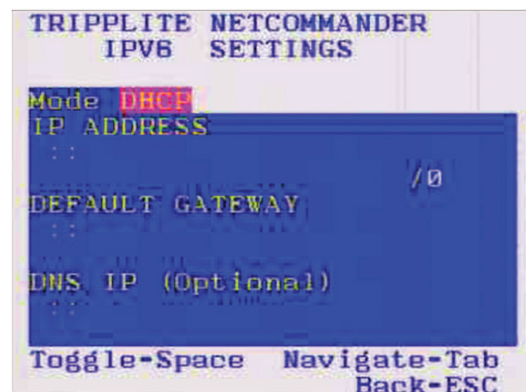 TRIPPLITE NETCOMMANDER
IPV6 SETTINGS
Mode DHCP
IP ADDRESS
::
/0
DEFAULT GATEWAY
::
DNS IP (Optional)
::
Toggle-Space Navigate-Tab
Back-ESC